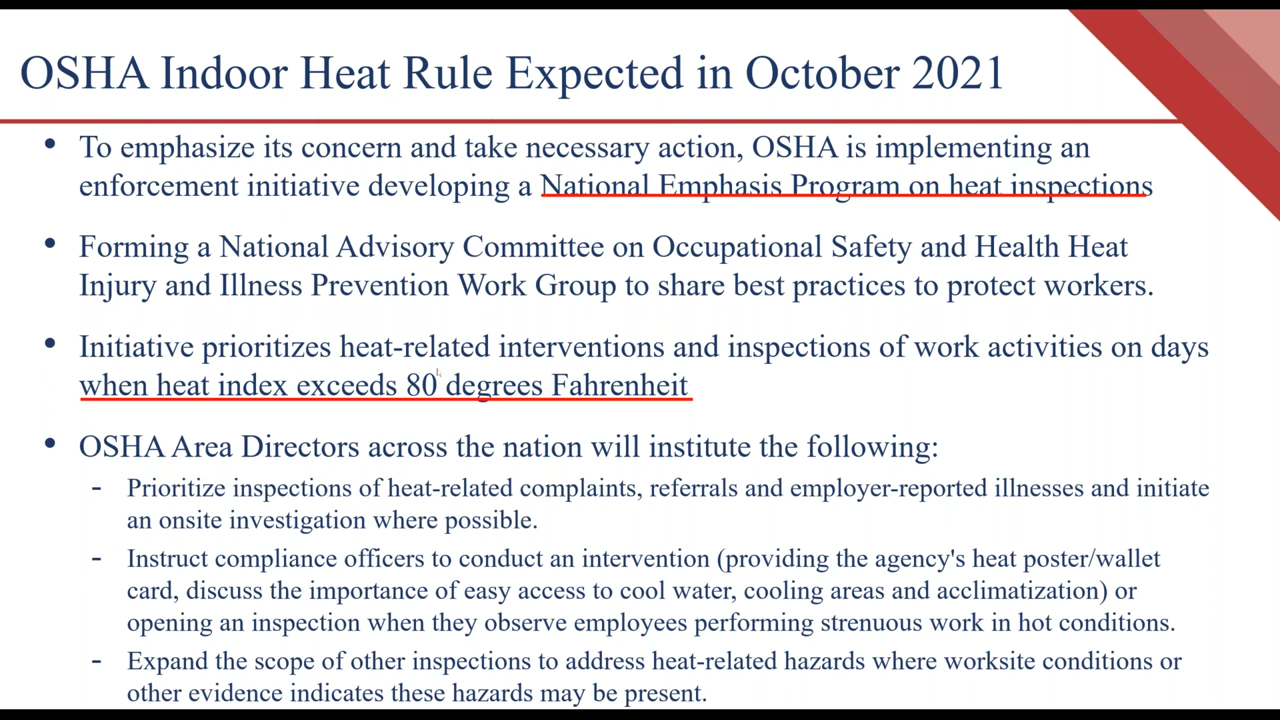 OSHA Indoor Heat Rule Expected in October 2021
• To emphasize its concern and take necessary action, OSHA is implementing an
enforcement initiative developing a National Emphasis Program on heat inspections
• Forming a National Advisory Committee on Occupational Safety and Health Heat
Injury and Illness Prevention Work Group to share best practices to protect workers.
• Initiative prioritizes heat-related interventions and inspections of work activities on days
when heat index exceeds 80 degrees Fahrenheit
• OSHA Area Directors across the nation will institute the following:
- Prioritize inspections of heat-related complaints, referrals and employer-reported illnesses and initiate
an onsite investigation where possible.
- Instruct compliance officers to conduct an intervention (providing the agency's heat poster/wallet
card, discuss the importance of easy access to cool water, cooling areas and acclimatization) or
opening an inspection when they observe employees performing strenuous work in hot conditions.
- Expand the scope of other inspections to address heat-related hazards where worksite conditions or
other evidence indicates these hazards may be present.